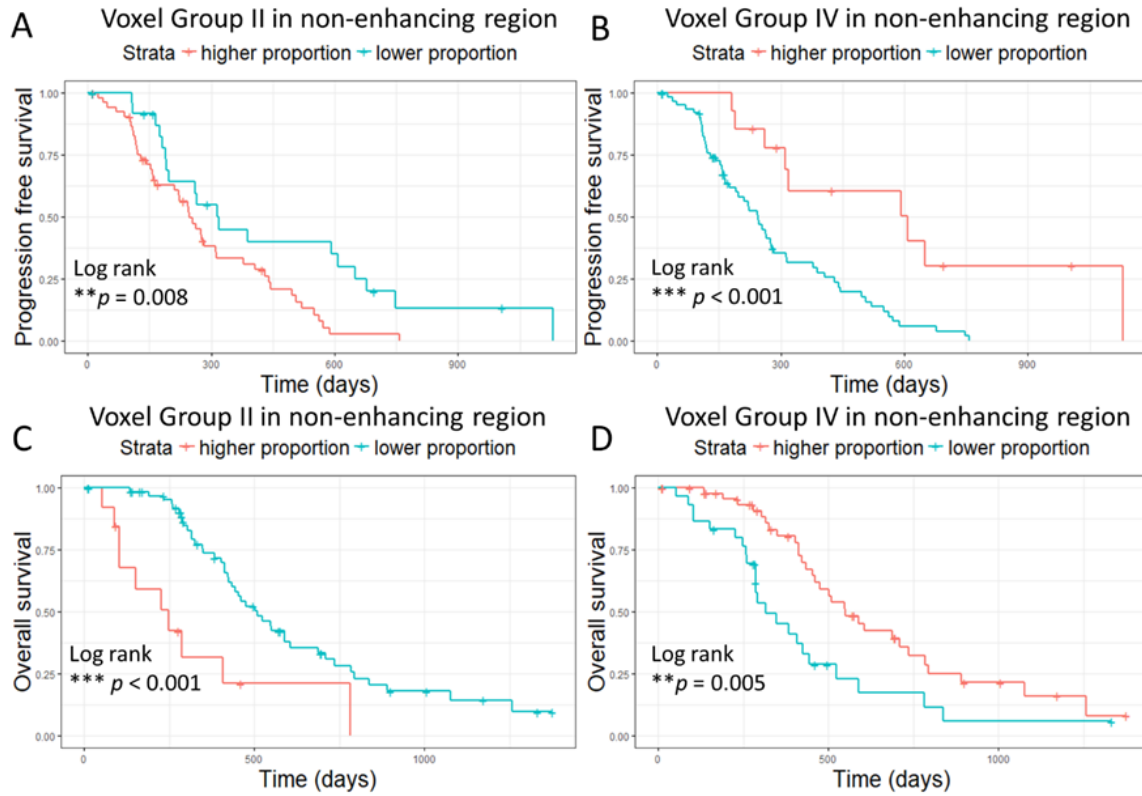 A
Voxel Group II in non-enhancing region
Strata higher proportion lower proportion
Progression free survival
1.00
0.75
0.50
0.25
0.00
Log rank
**p = 0.008
0 300 600 900
Time (days)
B
Voxel Group IV in non-enhancing region
Strata higher proportion lower proportion
Progression free survival
1.00
0.75
0.50
0.25
0.00
Log rank
*** p < 0.001
0 300 600 900
Time (days)
C
Voxel Group II in non-enhancing region
Strata higher proportion lower proportion
Overall survival
1.00
0.75
0.50
0.25
0.00
Log rank
*** p < 0.001
0 500 1000
Time (days)
D
Voxel Group IV in non-enhancing region
Strata higher proportion lower proportion
Overall survival
1.00
0.75
0.50
0.25
0.00
Log rank
**p = 0.005
0 500 1000
Time (days)